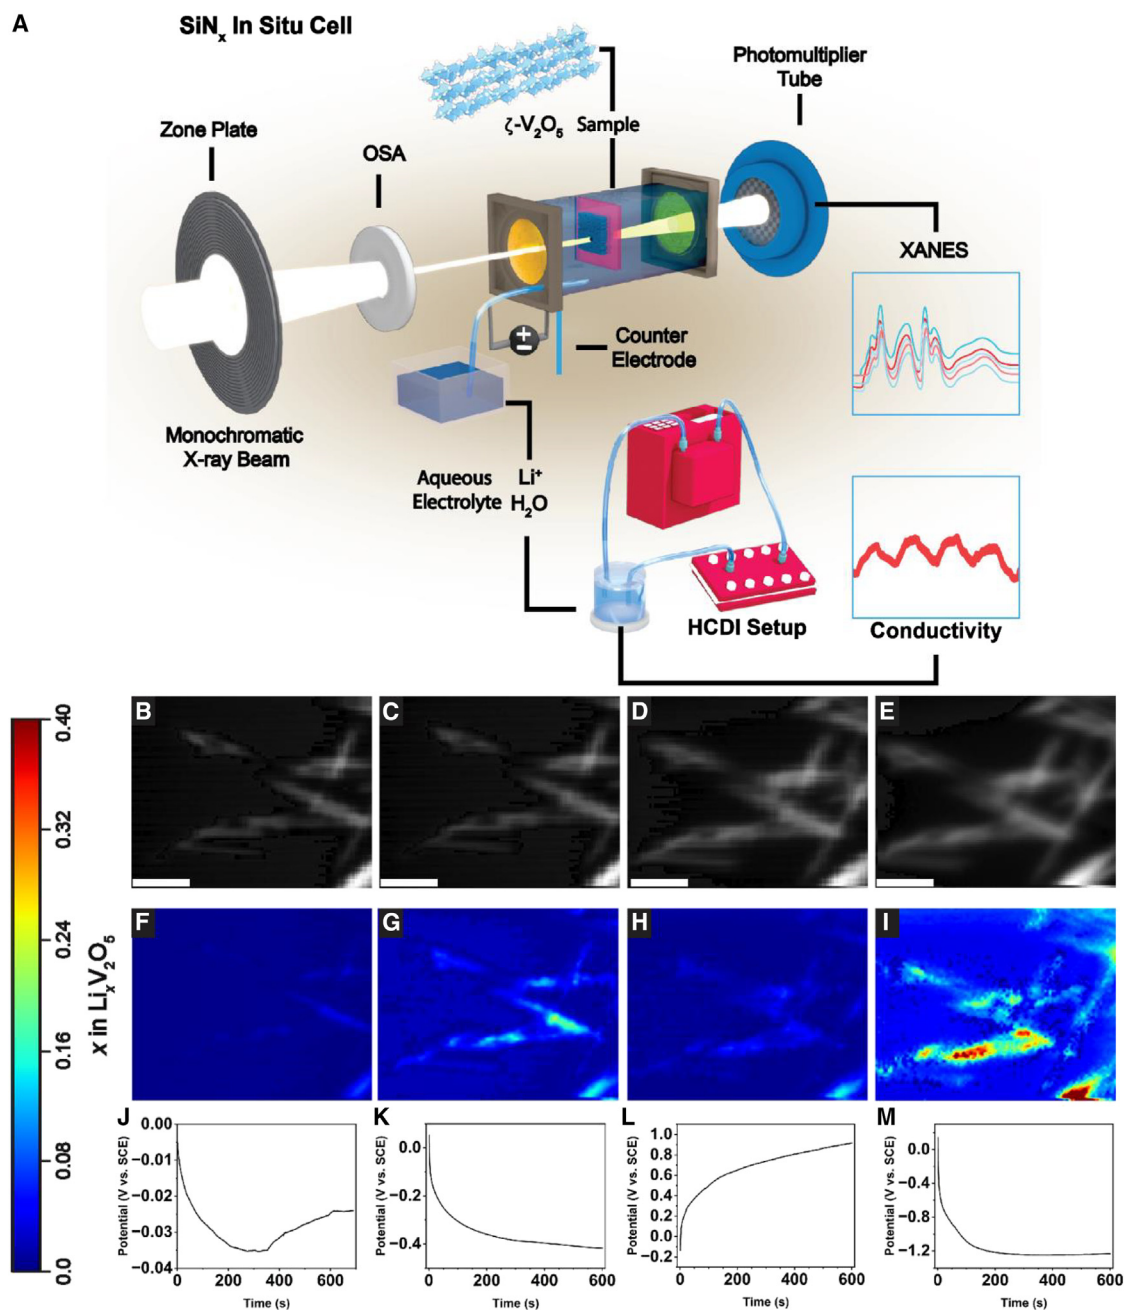 A
SiNx In Situ Cell
Photomultiplier
Tube
ζ-V2O5 Sample
Zone Plate
OSA
XANES
Counter
Electrode
Monochromatic
X-ray Beam
Aqueous
Electrolyte
Li+
H2O
HCDI Setup
Conductivity
B
C
D
E
F
G
H
I
0.40
0.32
0.24
0.16
0.08
0.0
x in LixV2O5
J
0.00
−0.01
−0.02
−0.03
−0.04
Potential (V vs. SCE)
0 200 400 600
Time (s)
K
0.0
−0.2
−0.4
Potential (V vs. SCE)
0 200 400 600
Time (s)
L
1.0
0.8
0.6
0.4
0.2
0.0
−0.2
Potential (V vs. SCE)
0 200 400 600
Time (s)
M
0.0
−0.4
−0.8
−1.2
Potential (V vs. SCE)
0 200 400 600
Time (s)